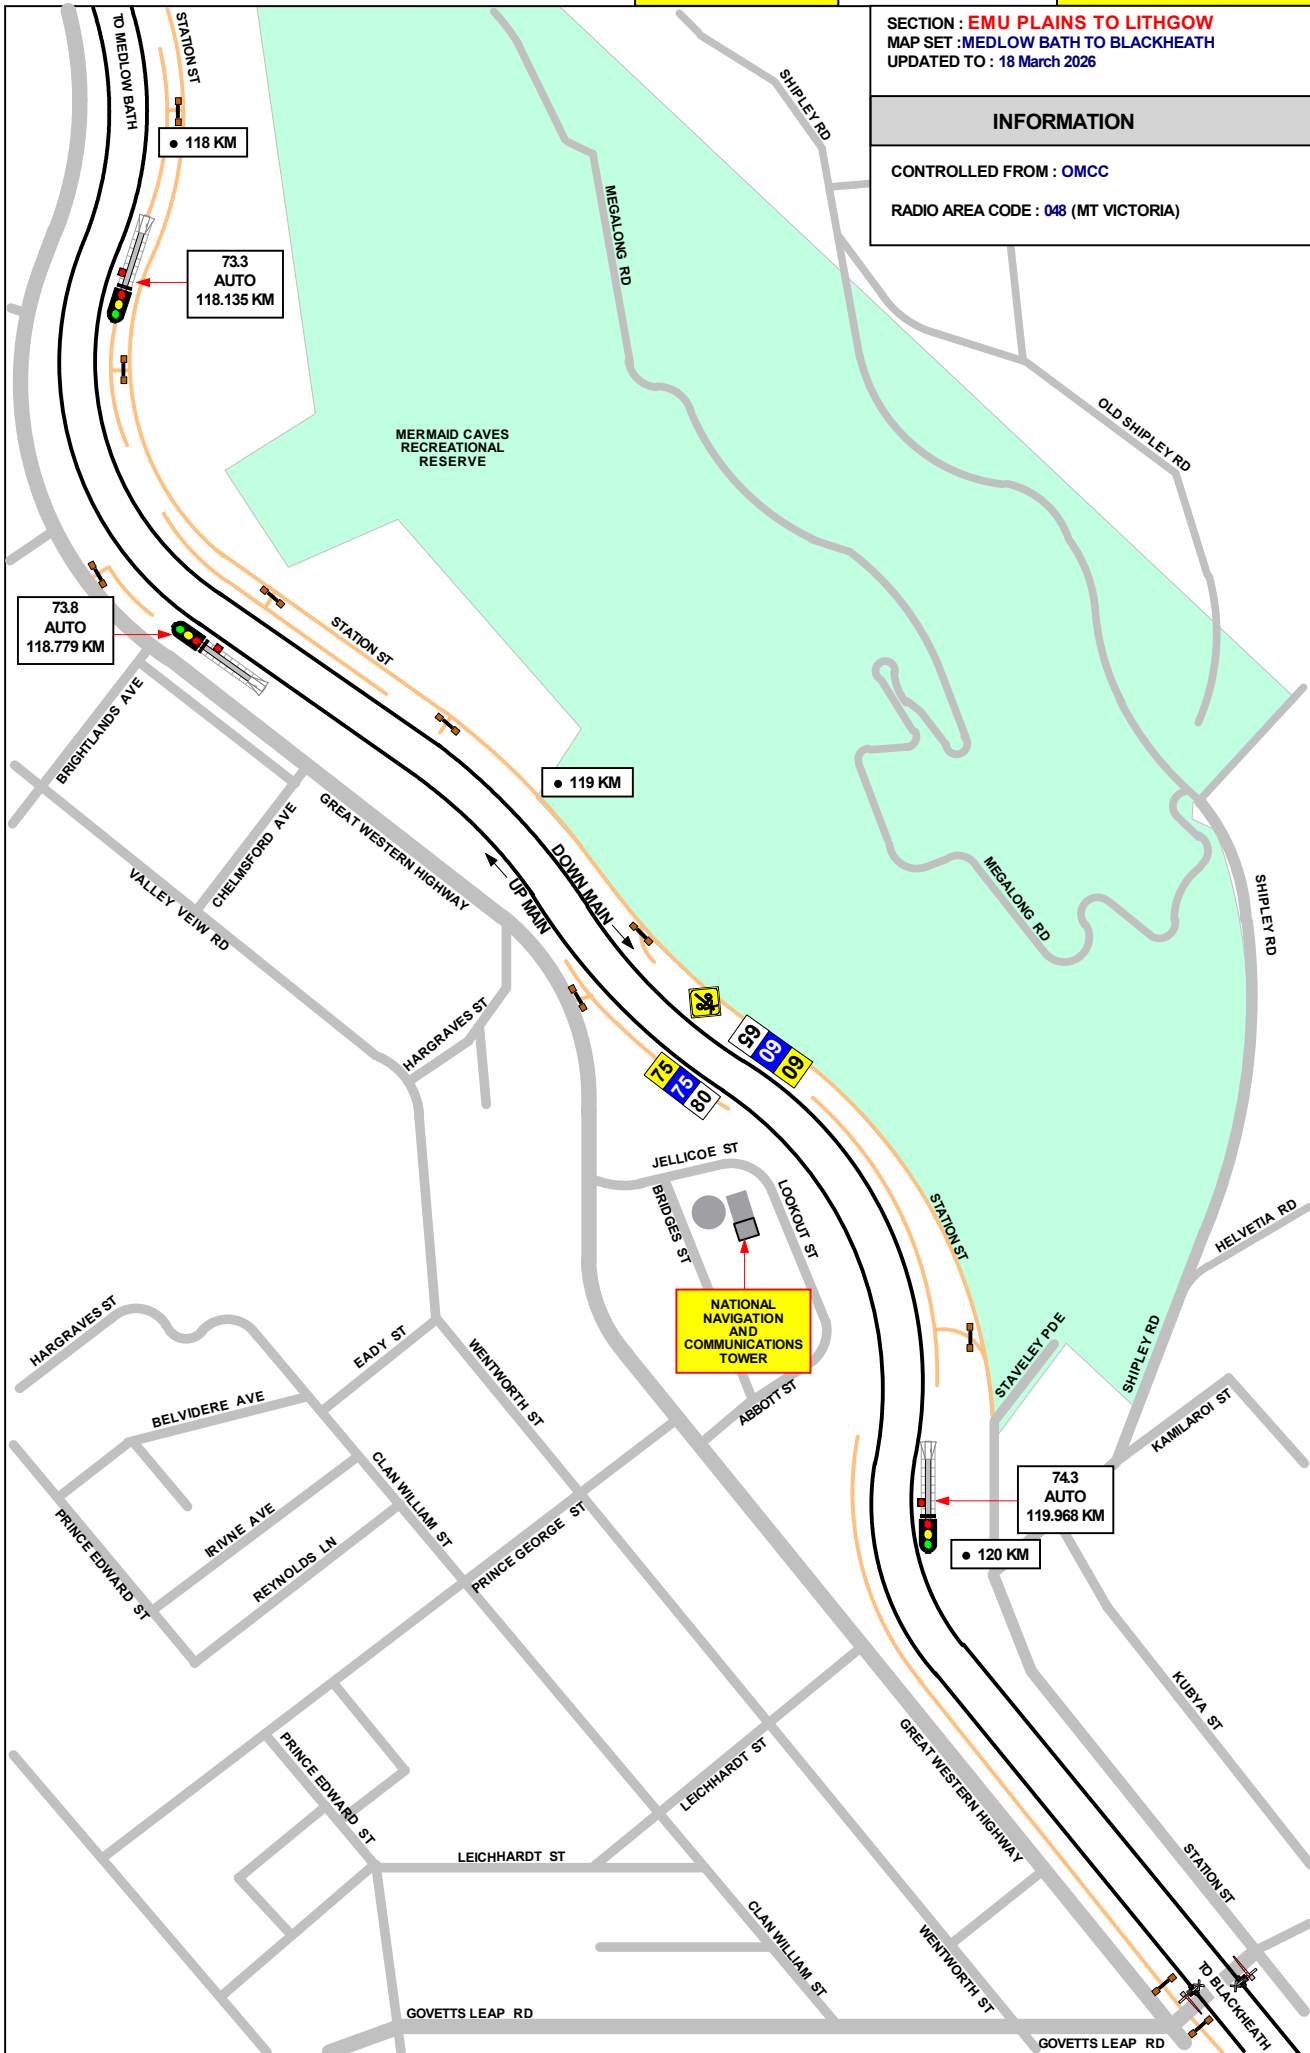 SECTION : EMU PLAINS TO LITHGOW
MAP SET :MEDLOW BATH TO BLACKHEATH
UPDATED TO : 18 March 2026
INFORMATION
CONTROLLED FROM : OMCC
RADIO AREA CODE : 048 (MT VICTORIA)
TO MEDLOW BATH
STATION ST
SHIPLEY RD
118 KM
MEGALONG RD
73.3
AUTO
118.135 KM
OLD SHIPLEY RD
MERMAID CAVES
RECREATIONAL
RESERVE
73.8
AUTO
118.779 KM
STATION ST
BRIGHTLANDS AVE
119 KM
CHELMSFORD AVE
GREAT WESTERN HIGHWAY
VALLEY VEIW RD
UP MAIN
DOWN MAIN
MEGALONG RD
SHIPLEY RD
HARGRAVES ST
65
60
60
75
75
80
JELLICOE ST
BRIDGES ST
LOOKOUT ST
STATION ST
HELVETIA RD
NATIONAL
NAVIGATION
AND
COMMUNICATIONS
TOWER
HARGRAVES ST
EADY ST
WENTWORTH ST
STAVELEY PDE
SHIPLEY RD
ABBOTT ST
BELVIDERE AVE
KAMILAROI ST
CLAN WILLIAM ST
74.3
AUTO
119.968 KM
PRINCE EDWARD ST
IRIVNE AVE
REYNOLDS LN
PRINCE GEORGE ST
120 KM
KUBYA ST
PRINCE EDWARD ST
LEICHHARDT ST
GREAT WESTERN HIGHWAY
LEICHHARDT ST
STATION ST
CLAN WILLIAM ST
WENTWORTH ST
TO BLACKHEATH
GOVETTS LEAP RD
GOVETTS LEAP RD